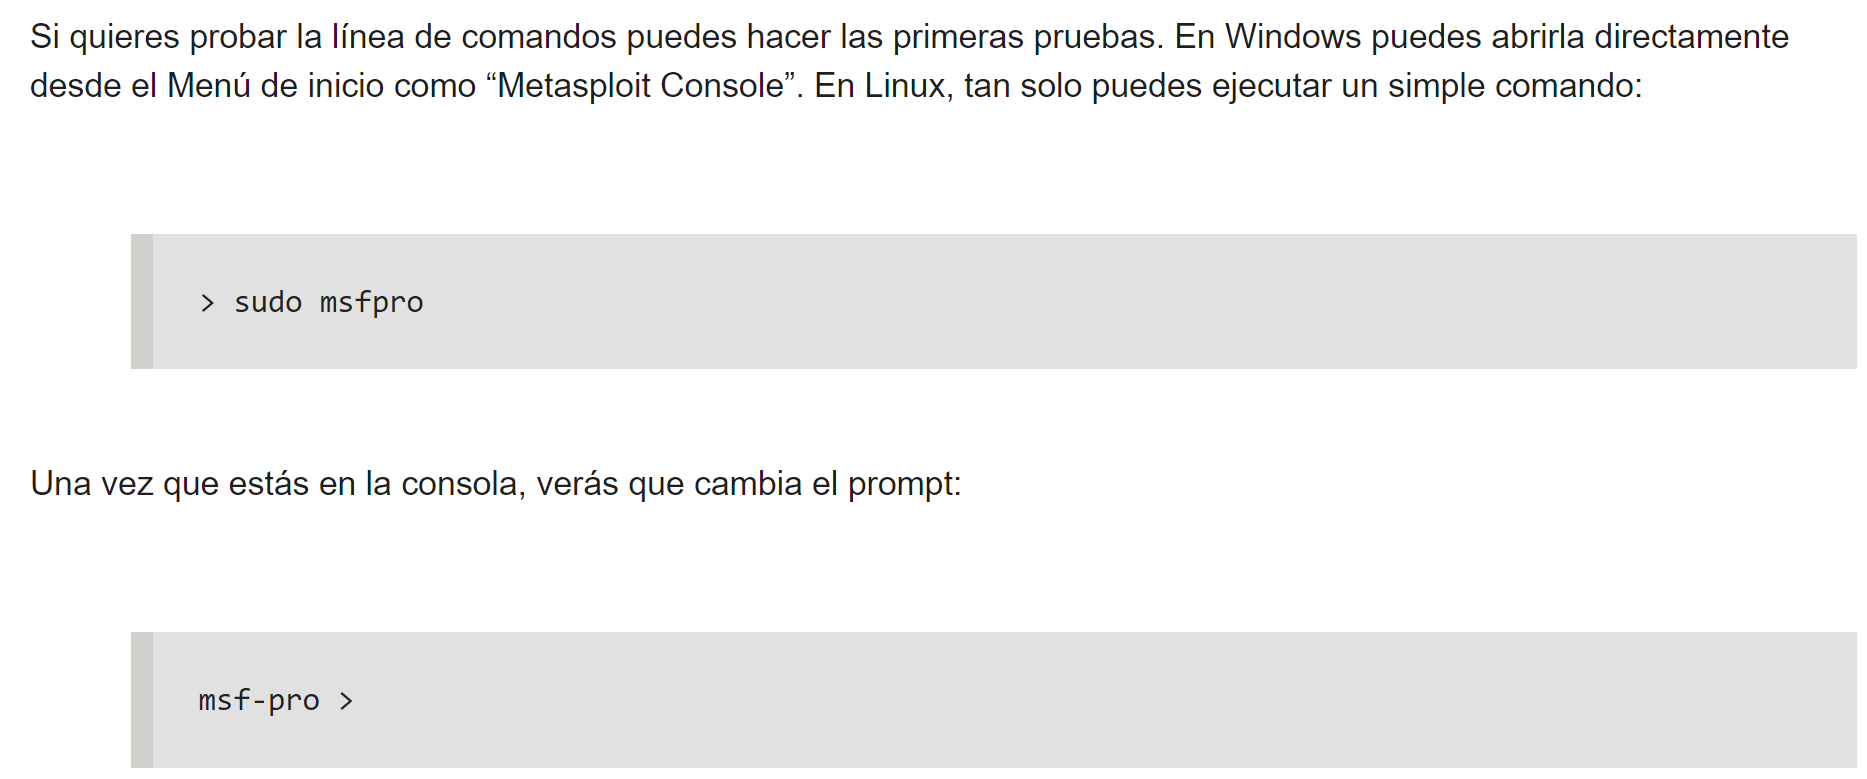 Si quieres probar la línea de comandos puedes hacer las primeras pruebas. En Windows puedes abrirla directamente
desde el Menú de inicio como “Metasploit Console”. En Linux, tan solo puedes ejecutar un simple comando:
> sudo msfpro
Una vez que estás en la consola, verás que cambia el prompt:
msf-pro >